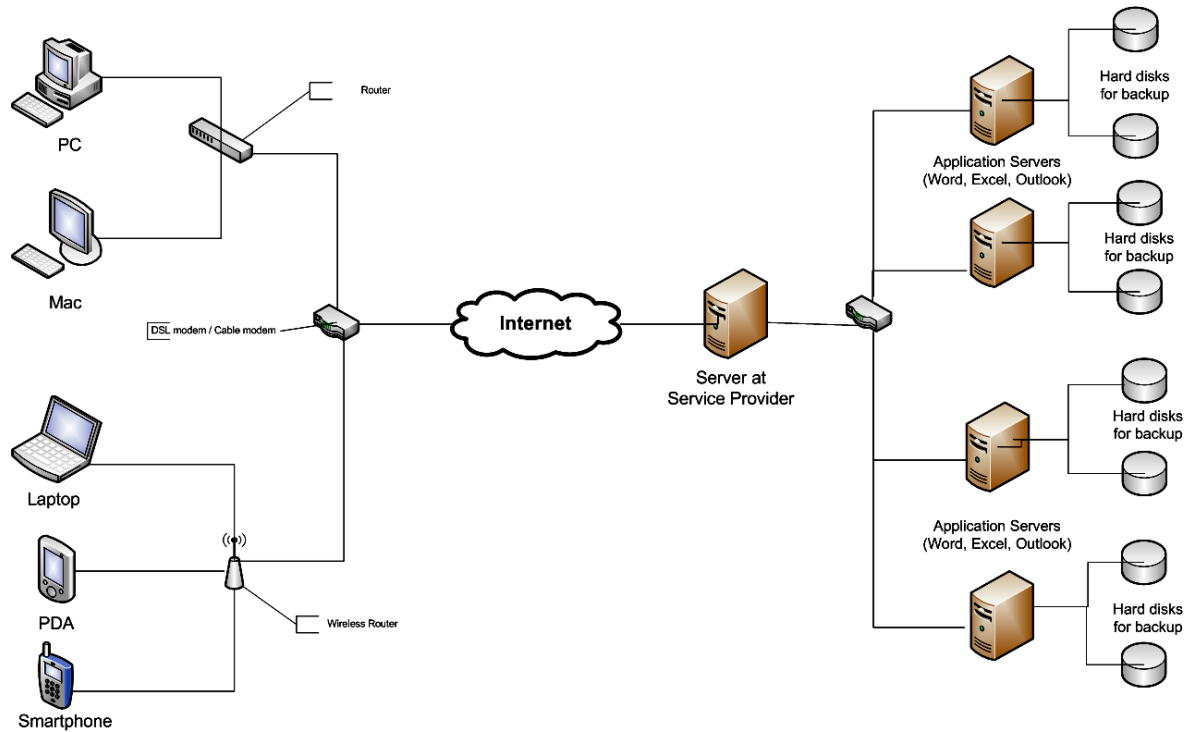 PC
Router
Mac
DSL modem / Cable modem
Laptop
PDA
Wireless Router
Smartphone
Internet
Server at
Service Provider
Hard disks
for backup
Application Servers
(Word, Excel, Outlook)
Hard disks
for backup
Hard disks
for backup
Application Servers
(Word, Excel, Outlook)
Hard disks
for backup